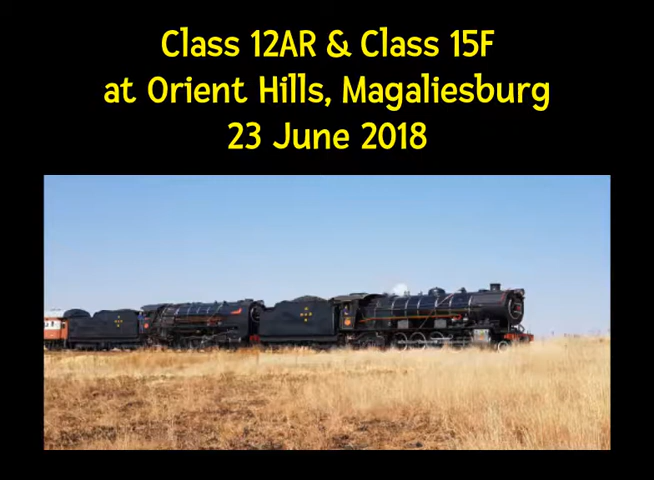 Class 12AR & Class 15F
at Orient Hills, Magaliesburg
23 June 2018